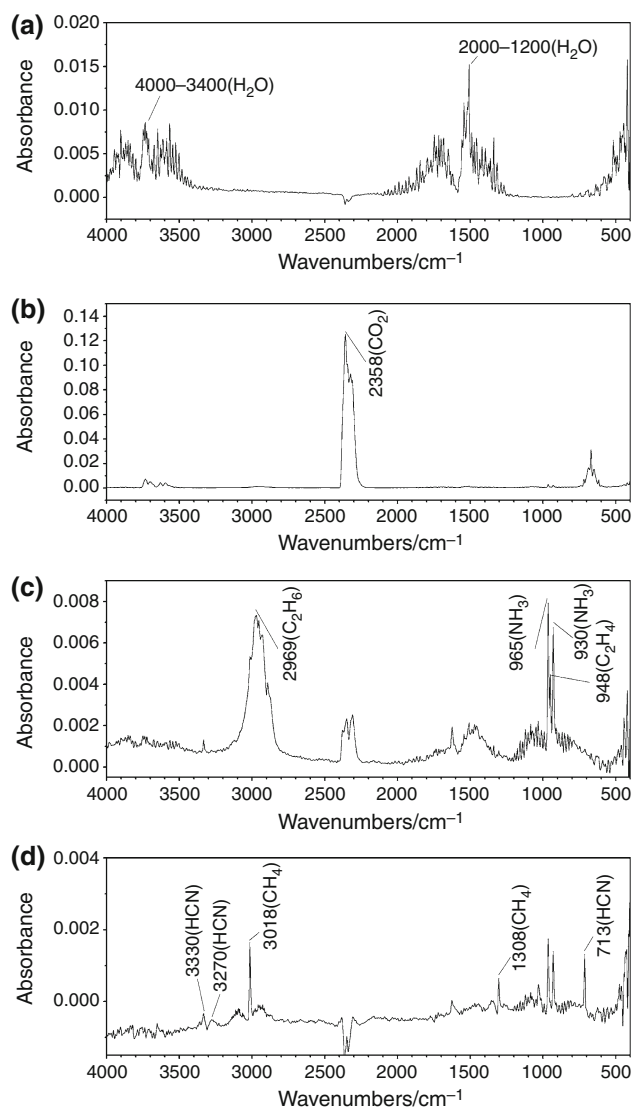 (a)
0.020
0.015
0.010
0.005
0.000
Absorbance
4000–3400(H₂O)
2000–1200(H₂O)
4000 3500 3000 2500 2000 1500 1000 500
Wavenumbers/cm⁻¹
(b)
0.14
0.12
0.10
0.08
0.06
0.04
0.02
0.00
Absorbance
2358(CO₂)
4000 3500 3000 2500 2000 1500 1000 500
Wavenumbers/cm⁻¹
(c)
0.008
0.006
0.004
0.002
0.000
Absorbance
2969(C₂H₆)
965(NH₃)
948(C₂H₄)
930(NH₃)
4000 3500 3000 2500 2000 1500 1000 500
Wavenumbers/cm⁻¹
(d)
0.004
0.002
0.000
Absorbance
3330(HCN)
3270(HCN)
3018(CH₄)
1308(CH₄)
713(HCN)
4000 3500 3000 2500 2000 1500 1000 500
Wavenumbers/cm⁻¹